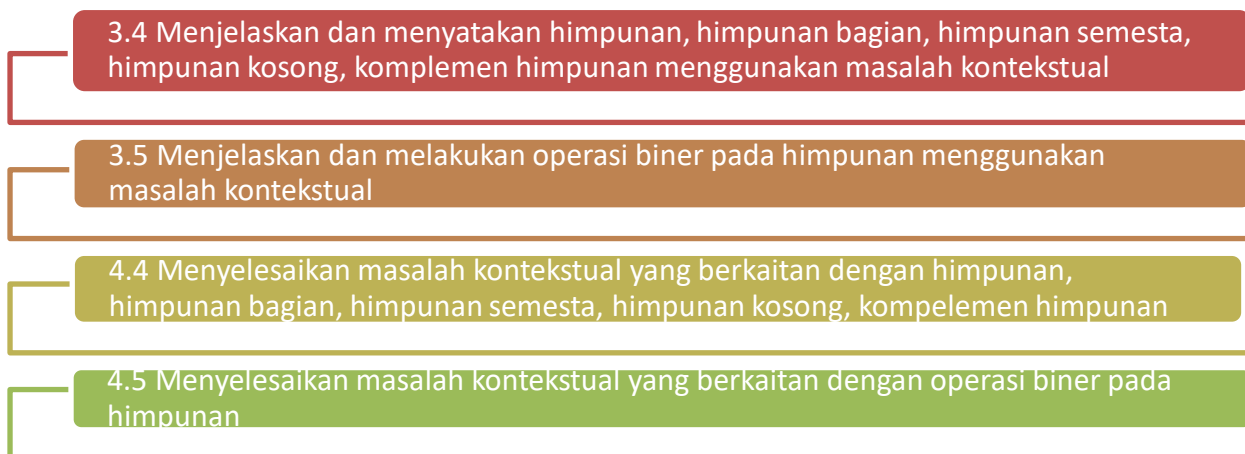 3.4 Menjelaskan dan menyatakan himpunan, himpunan bagian, himpunan semesta,
himpunan kosong, komplemen himpunan menggunakan masalah kontekstual
3.5 Menjelaskan dan melakukan operasi biner pada himpunan menggunakan
masalah kontekstual
4.4 Menyelesaikan masalah kontekstual yang berkaitan dengan himpunan,
himpunan bagian, himpunan semesta, himpunan kosong, kompelemen himpunan
4.5 Menyelesaikan masalah kontekstual yang berkaitan dengan operasi biner pada
himpunan